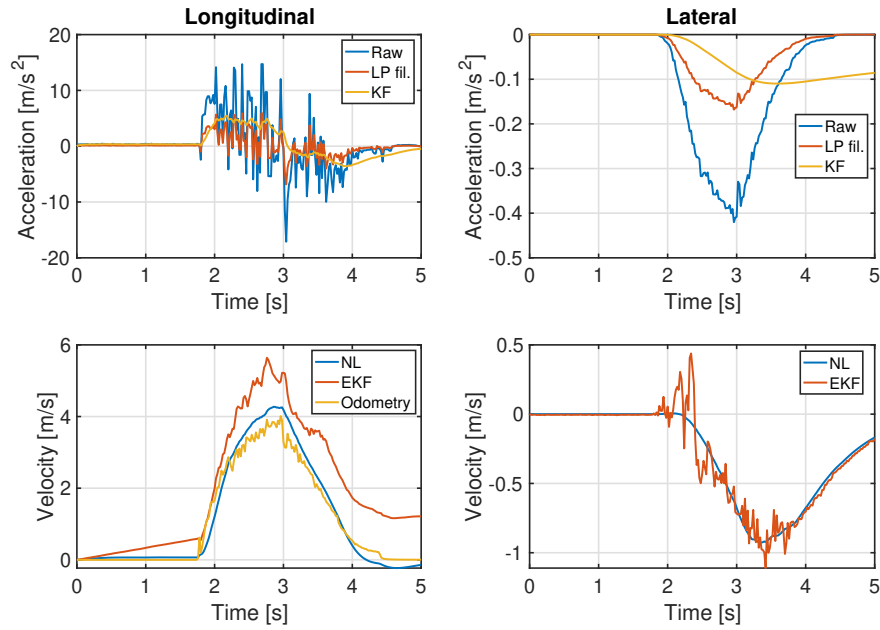 Longitudinal
Acceleration [m/s²]
20
10
0
-10
-20
Raw
LP fil.
KF
0 1 2 3 4 5
Time [s]
Lateral
Acceleration [m/s²]
0
-0.1
-0.2
-0.3
-0.4
-0.5
Raw
LP fil.
KF
0 1 2 3 4 5
Time [s]
Velocity [m/s]
6
4
2
0
NL
EKF
Odometry
0 1 2 3 4 5
Time [s]
Velocity [m/s]
0.5
0
-0.5
-1
NL
EKF
0 1 2 3 4 5
Time [s]